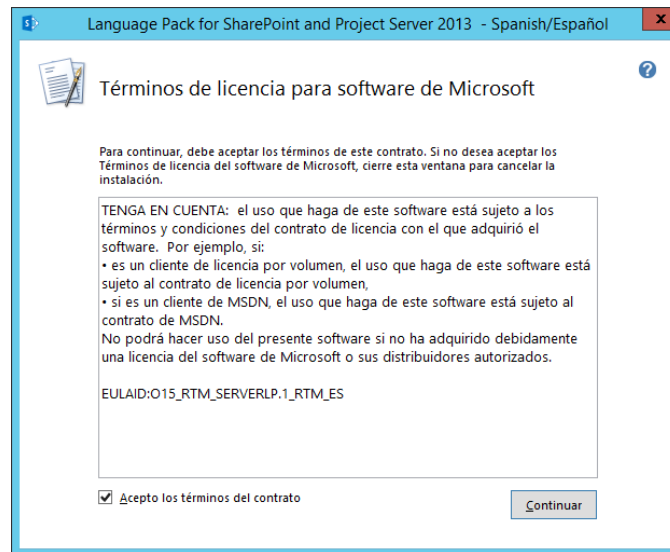 Language Pack for SharePoint and Project Server 2013 - Spanish/Español
x
Términos de licencia para software de Microsoft
?
Para continuar, debe aceptar los términos de este contrato. Si no desea aceptar los
Términos de licencia del software de Microsoft, cierre esta ventana para cancelar la
instalación.
TENGA EN CUENTA:  el uso que haga de este software está sujeto a los
términos y condiciones del contrato de licencia con el que adquirió el
software.  Por ejemplo, si:
• es un cliente de licencia por volumen, el uso que haga de este software está
sujeto al contrato de licencia por volumen,
• si es un cliente de MSDN, el uso que haga de este software está sujeto al
contrato de MSDN.
No podrá hacer uso del presente software si no ha adquirido debidamente
una licencia del software de Microsoft o sus distribuidores autorizados.
EULAID:O15_RTM_SERVERLP.1_RTM_ES
Acepto los términos del contrato
Continuar